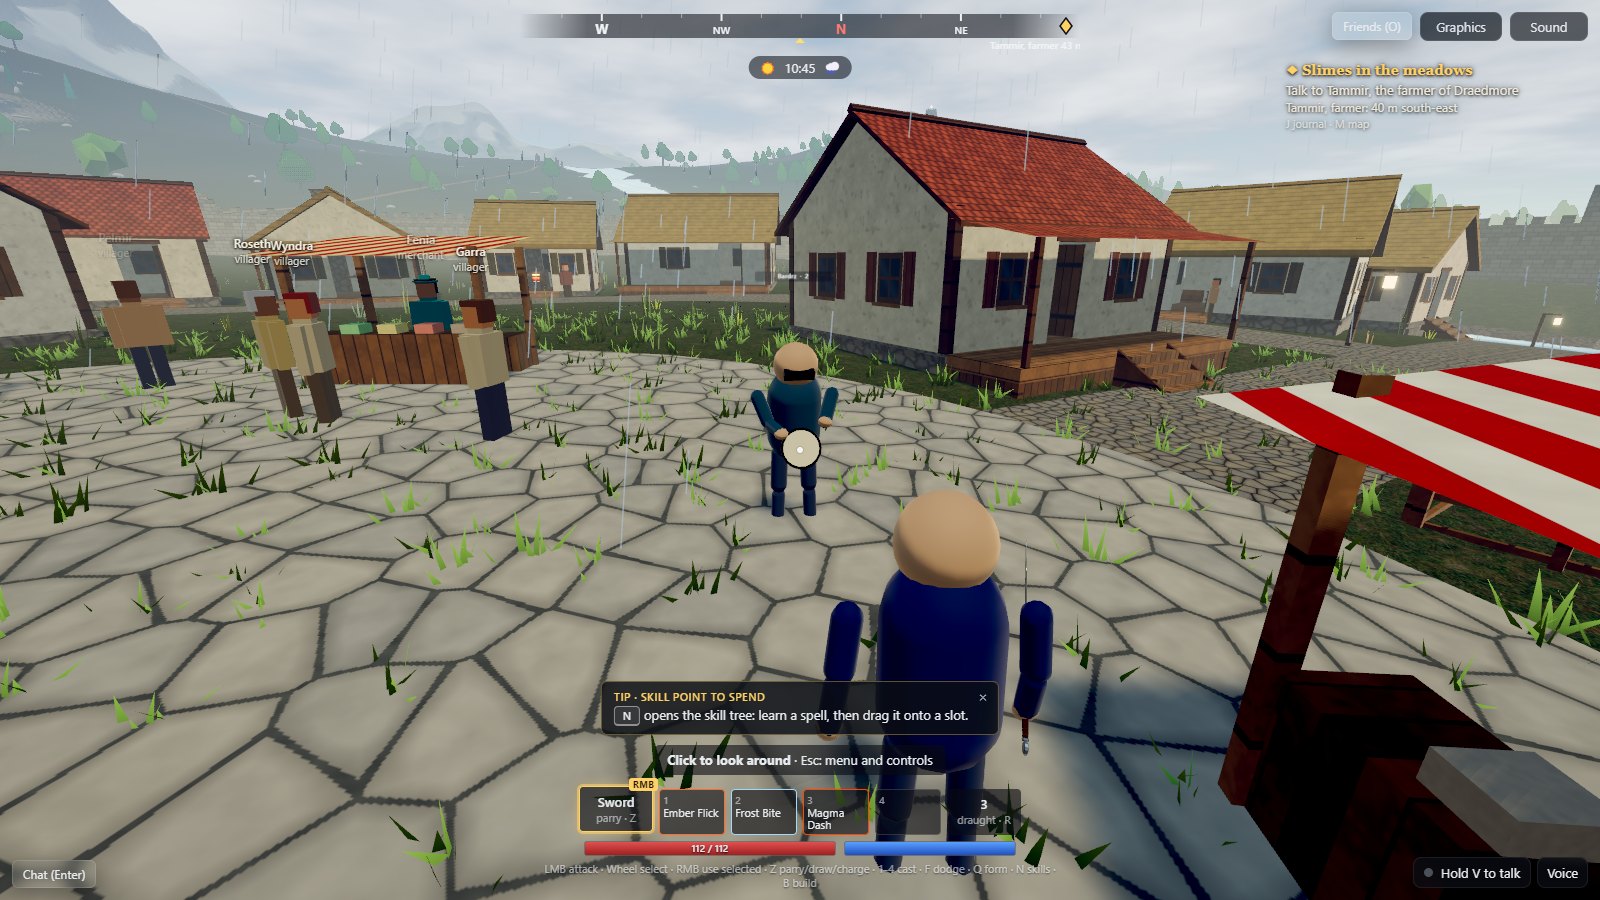 W NW N NE
Tammir, farmer 43 m
10:45
Friends (O)
Graphics
Sound
Slimes in the meadows
Talk to Tammir, the farmer of Draedmore
Tammir, farmer: 40 m south-east
J journal · M map
villager
Roseth
villager
Wyndra
villager
Fenia
merchant
Garra
villager
TIP · SKILL POINT TO SPEND
N opens the skill tree: learn a spell, then drag it onto a slot.
Click to look around · Esc: menu and controls
RMB
Sword
parry · Z
1
Ember Flick
2
Frost Bite
3
Magma
Dash
4
3
draught · R
112 / 112
LMB attack · Wheel select · RMB use selected · Z parry/draw/charge · 1-4 cast · F dodge · Q form · N skills ·
B build
Chat (Enter)
Hold V to talk
Voice